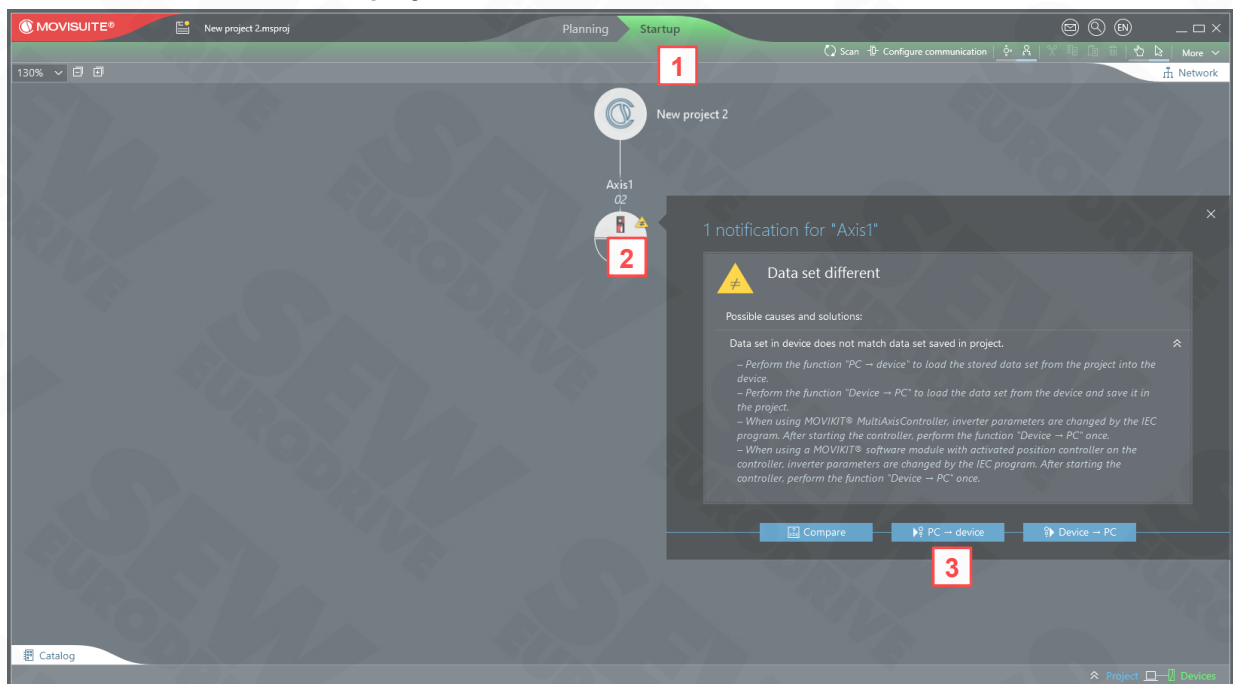 MOVISUITE®
New project 2.msproj
Planning
Startup
EN
Scan
Configure communication
More
1
130%
Network
New project 2
Axis1
02
2
1 notification for "Axis1"
Data set different
≠
Possible causes and solutions:
Data set in device does not match data set saved in project.
– Perform the function "PC → device" to load the stored data set from the project into the
device.
– Perform the function "Device → PC" to load the data set from the device and save it in
the project.
– When using MOVIKIT® MultiAxisController, inverter parameters are changed by the IEC
program. After starting the controller, perform the function "Device → PC" once.
– When using a MOVIKIT® software module with activated position controller on the
controller, inverter parameters are changed by the IEC program. After starting the
controller, perform the function "Device → PC" once.
Compare
PC → device
Device → PC
3
Catalog
Project
Devices
SEW
EURODRIVE